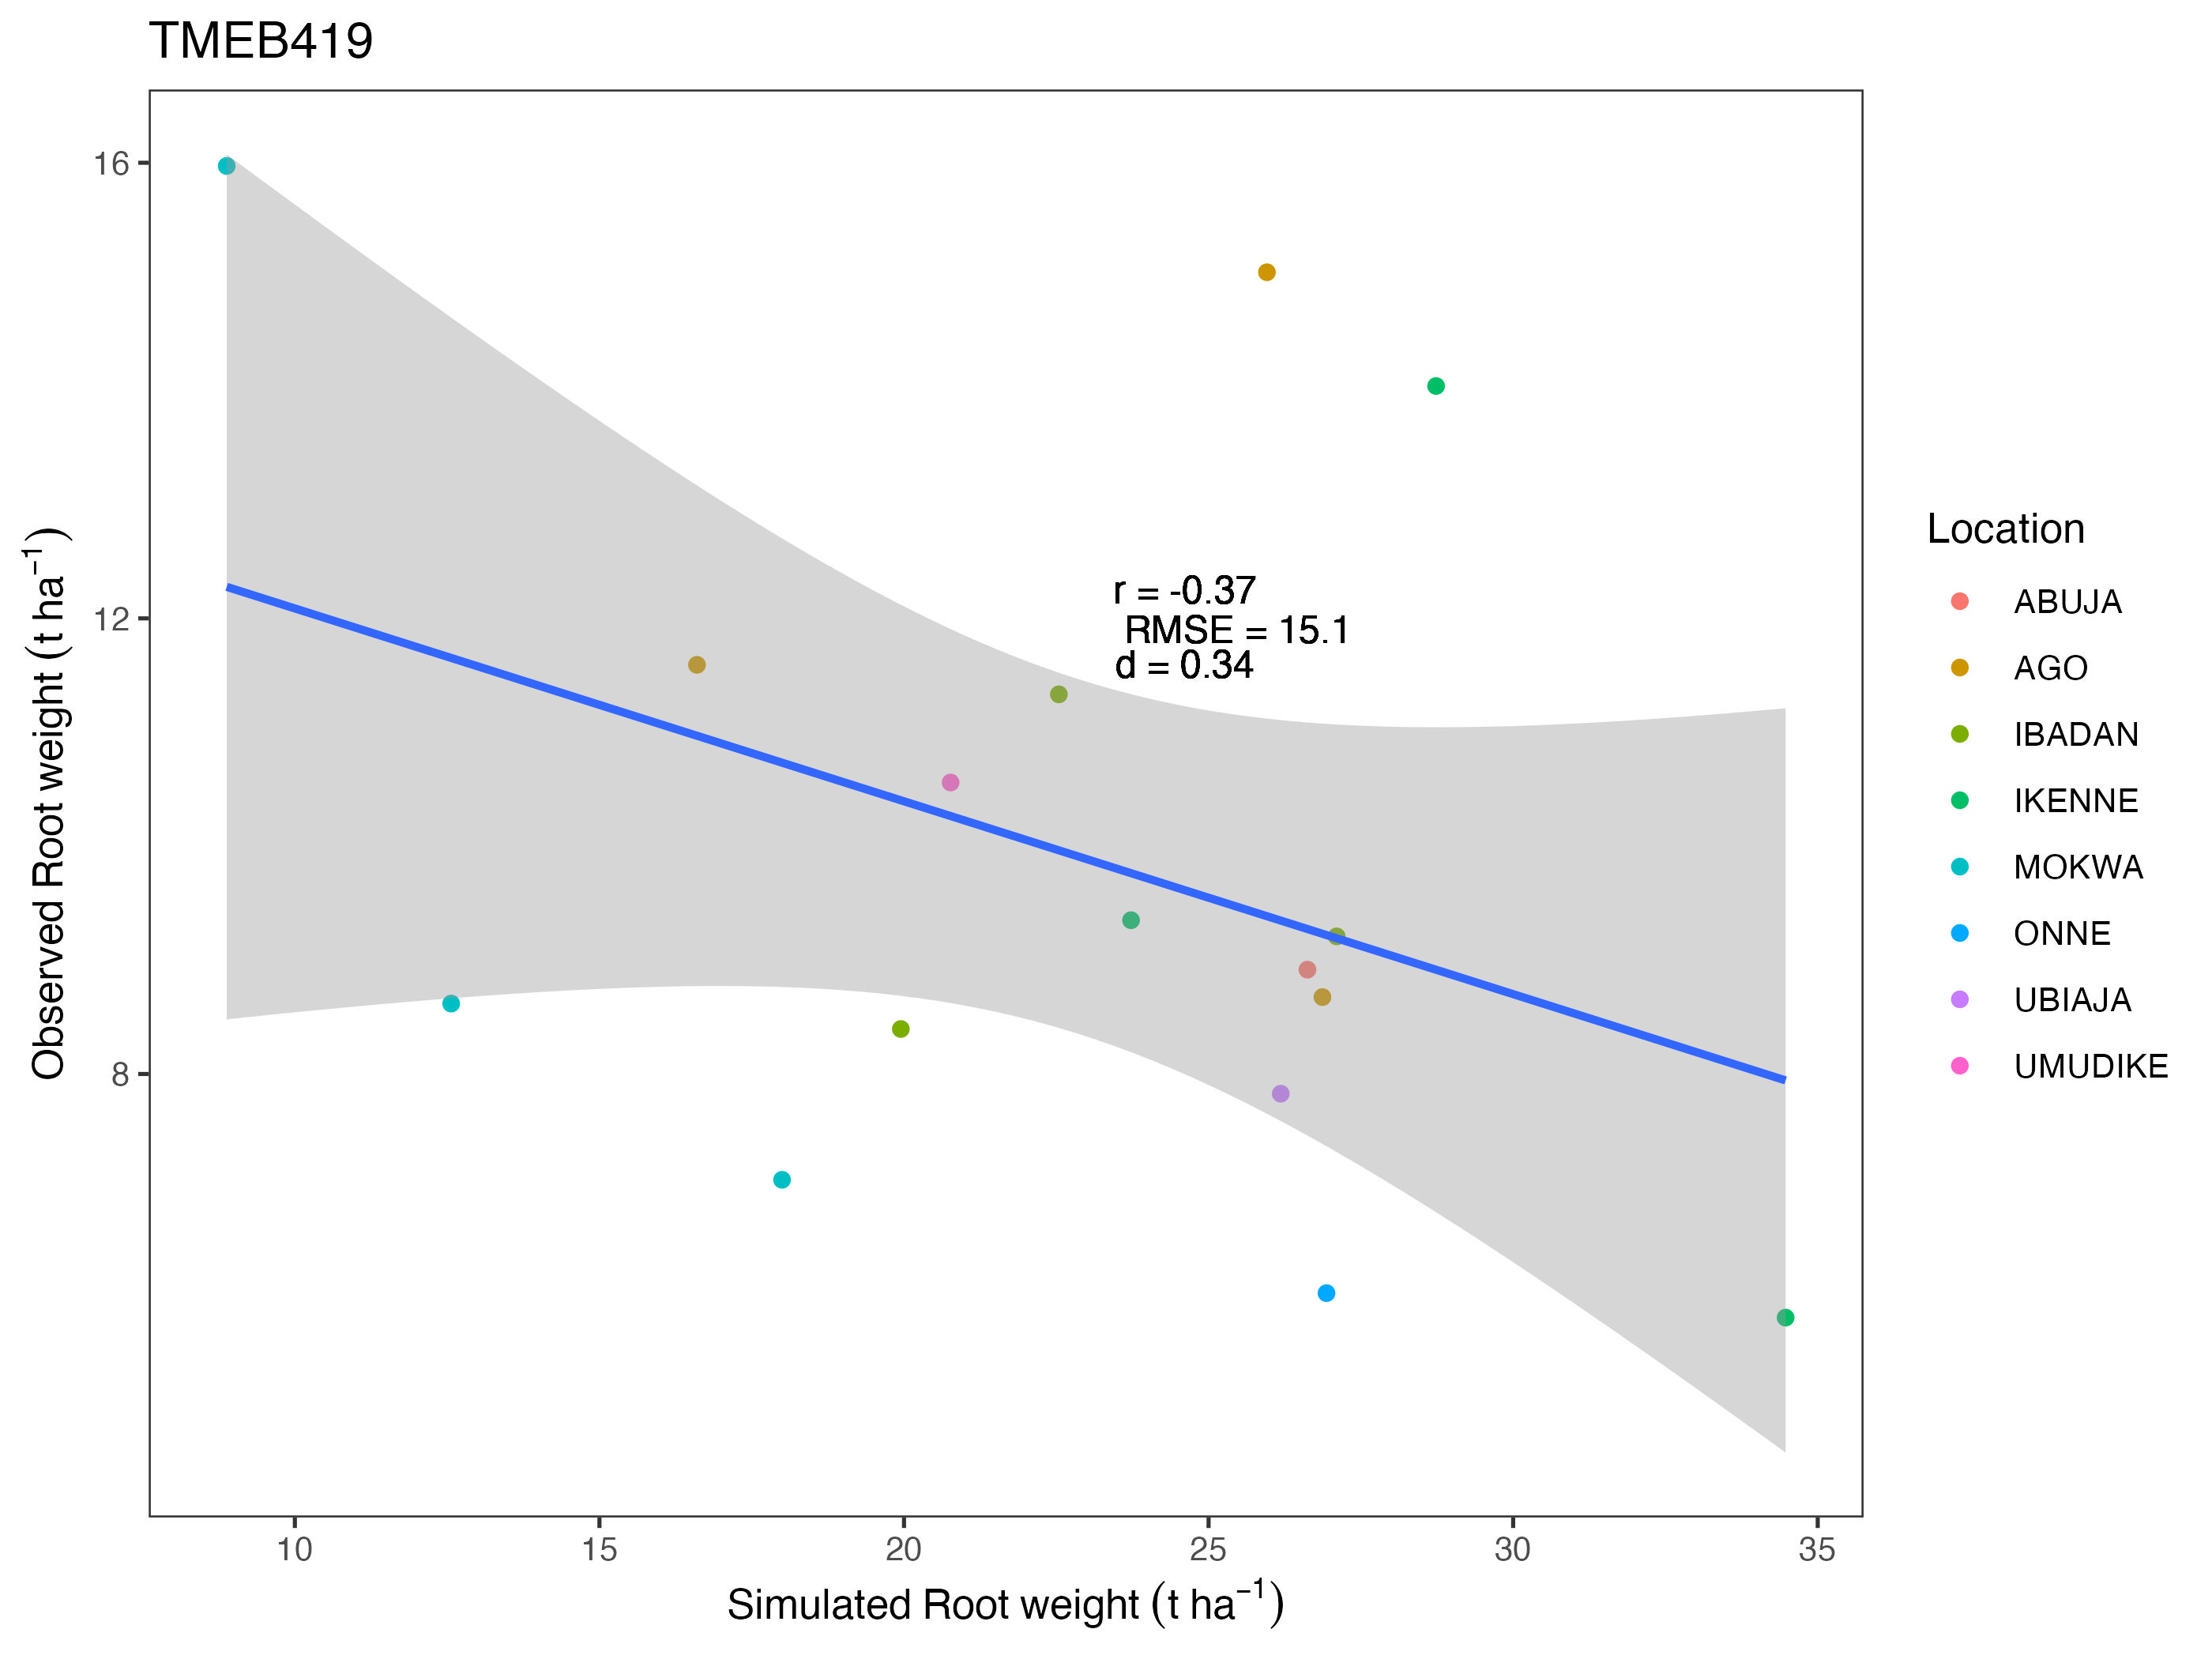 TMEB419
16
12
8
Observed Root weight (t ha⁻¹)
r = -0.37
RMSE = 15.1
d = 0.34
10 15 20 25 30 35
Simulated Root weight (t ha⁻¹)
Location
ABUJA
AGO
IBADAN
IKENNE
MOKWA
ONNE
UBIAJA
UMUDIKE